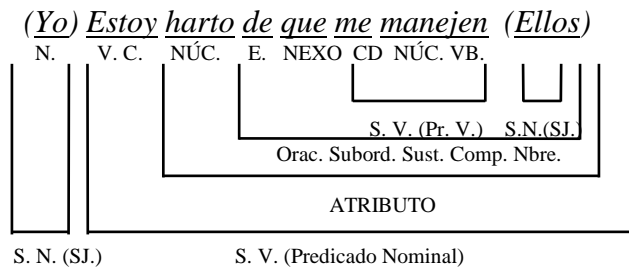 (Yo) Estoy harto de que me manejen (Ellos)
N. V. C. NÚC. E. NEXO CD NÚC. VB.
S. V. (Pr. V.) S.N.(SJ.)
Orac. Subord. Sust. Comp. Nbre.
ATRIBUTO
S. N. (SJ.) S. V. (Predicado Nominal)